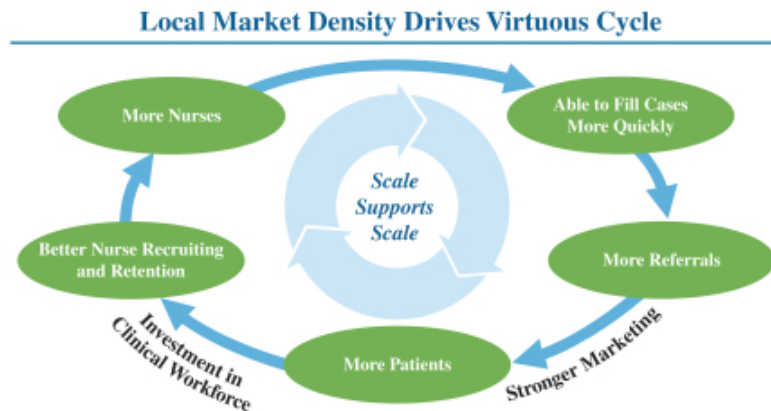 Local Market Density Drives Virtuous Cycle
More Nurses
Able to Fill Cases
More Quickly
Scale
Supports
Scale
Better Nurse Recruiting
and Retention
More Referrals
Investment in
Clinical Workforce
More Patients
Stronger Marketing